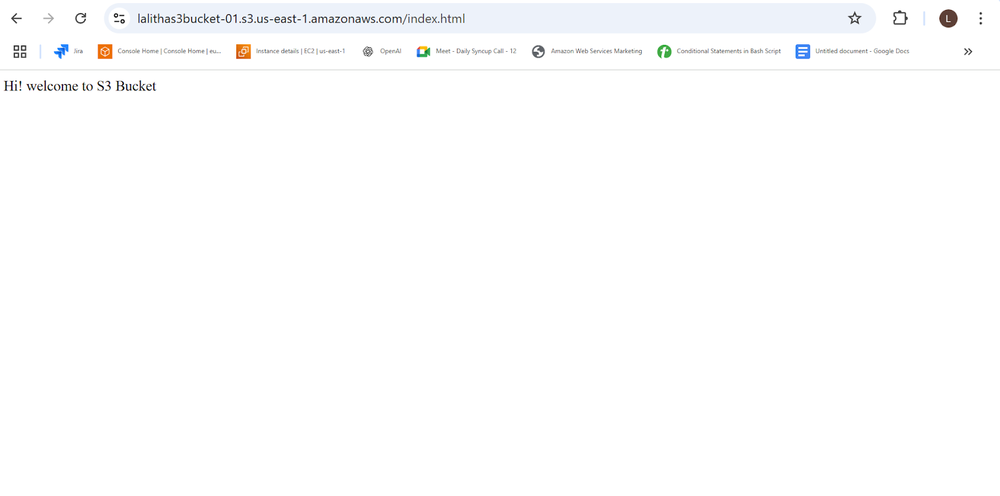 lalithas3bucket-01.s3.us-east-1.amazonaws.com/index.html
L
Jira
Console Home | Console Home | eu...
Instance details | EC2 | us-east-1
OpenAI
Meet - Daily Syncup Call - 12
Amazon Web Services Marketing
Conditional Statements in Bash Script
Untitled document - Google Docs
Hi! welcome to S3 Bucket